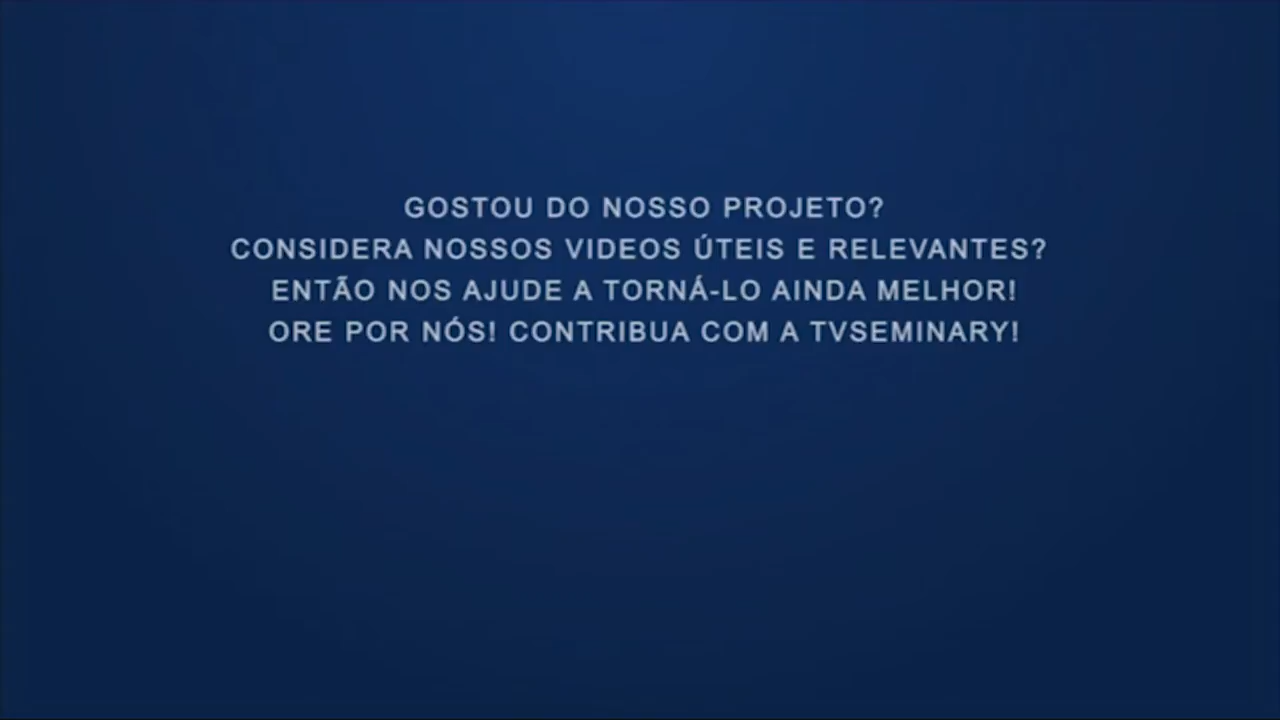 GOSTOU DO NOSSO PROJETO?
CONSIDERA NOSSOS VIDEOS ÚTEIS E RELEVANTES?
ENTÃO NOS AJUDE A TORNÁ-LO AINDA MELHOR!
ORE POR NÓS! CONTRIBUA COM A TVSEMINARY!